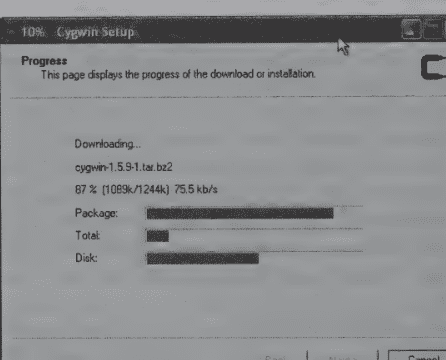 10% Cygwin Setup
Progress
This page displays the progress of the download or installation.
Downloading...
cygwin-1.5.9-1.tar.bz2
87 % (1089k/1244k) 75.5 kb/s
Package:
Total:
Disk:
Cancel